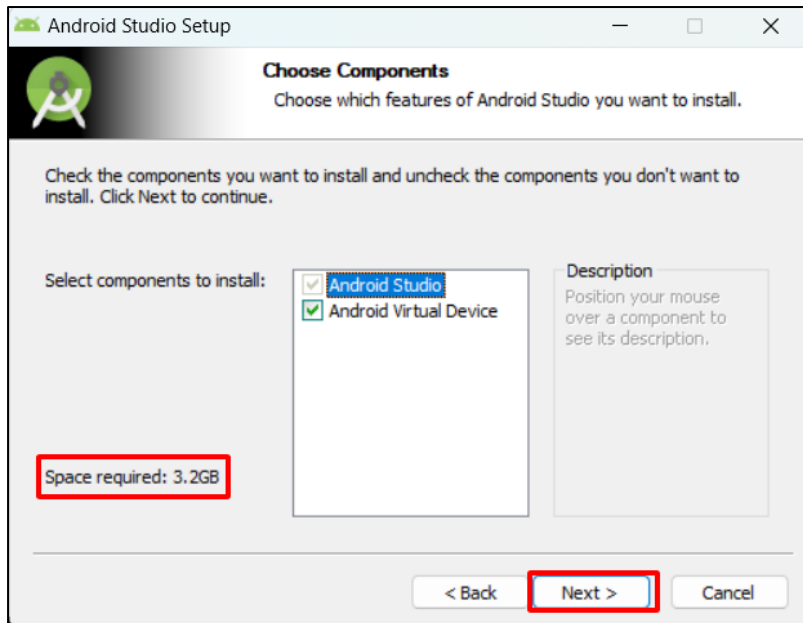 Android Studio Setup
Choose Components
Choose which features of Android Studio you want to install.
Check the components you want to install and uncheck the components you don't want to
install. Click Next to continue.
Select components to install:
Android Studio
Android Virtual Device
Description
Position your mouse
over a component to
see its description.
Space required: 3.2GB
< Back
Next >
Cancel